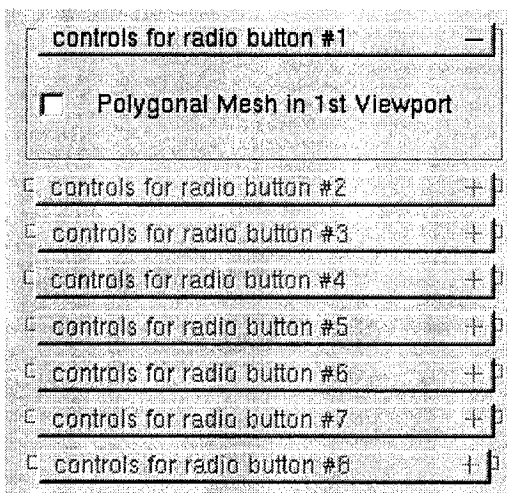 controls for radio button #1 −
Polygonal Mesh in 1st Viewport
controls for radio button #2 +
controls for radio button #3 +
controls for radio button #4 +
controls for radio button #5 +
controls for radio button #6 +
controls for radio button #7 +
controls for radio button #8 +